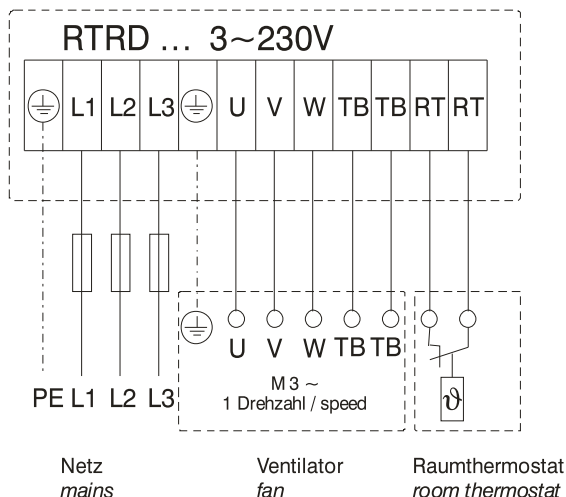 RTRD ... 3~230V
L1 L2 L3 U V W TB TB RT RT
U V W TB TB
M 3 ~
1 Drehzahl / speed
ϑ
PE L1 L2 L3
Netz Ventilator Raumthermostat
mains fan room thermostat